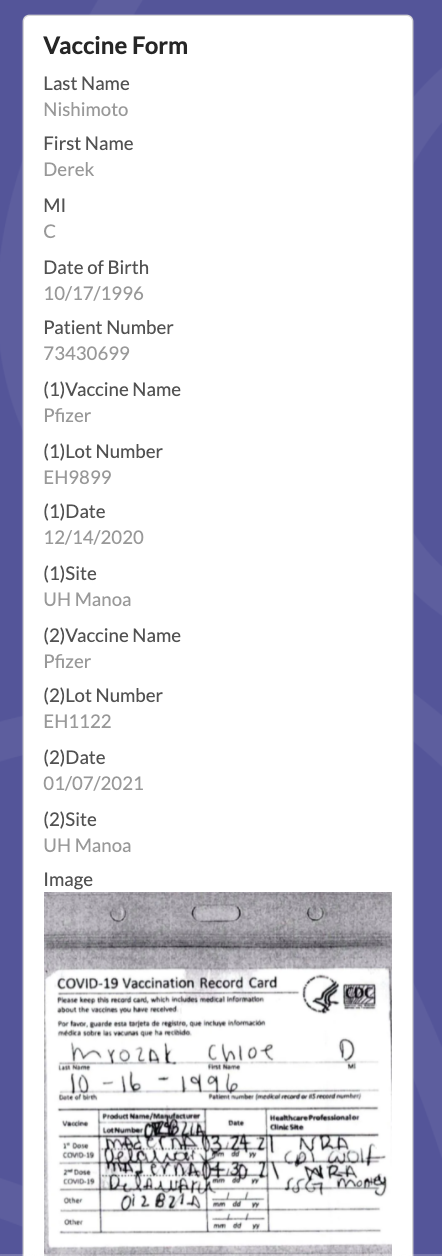 Vaccine Form
Last Name
Nishimoto
First Name
Derek
MI
C
Date of Birth
10/17/1996
Patient Number
73430699
(1)Vaccine Name
Pfizer
(1)Lot Number
EH9899
(1)Date
12/14/2020
(1)Site
UH Manoa
(2)Vaccine Name
Pfizer
(2)Lot Number
EH1122
(2)Date
01/07/2021
(2)Site
UH Manoa
Image
COVID-19 Vaccination Record Card
CDC
Please keep this record card, which includes medical information
about the vaccines you have received.
Por favor, guarde esta tarjeta de registro, que incluye información
médica sobre las vacunas que ha recibido.
Mrozak Chloe D
Last Name First Name MI
10-16-1996
Date of birth Patient number (medical record or IIS record number)
Vaccine Product Name/Manufacturer Date Healthcare Professional or
Lot Number Clinic Site
1st Dose Maderna 03 24 21 NRA
COVID-19 Delaware mm dd yy CPT Wolf
2nd Dose Maderna 04 30 21 NRA
COVID-19 Delaware mm dd yy SSGT Money
Other 012B21A mm dd yy
Other mm dd yy